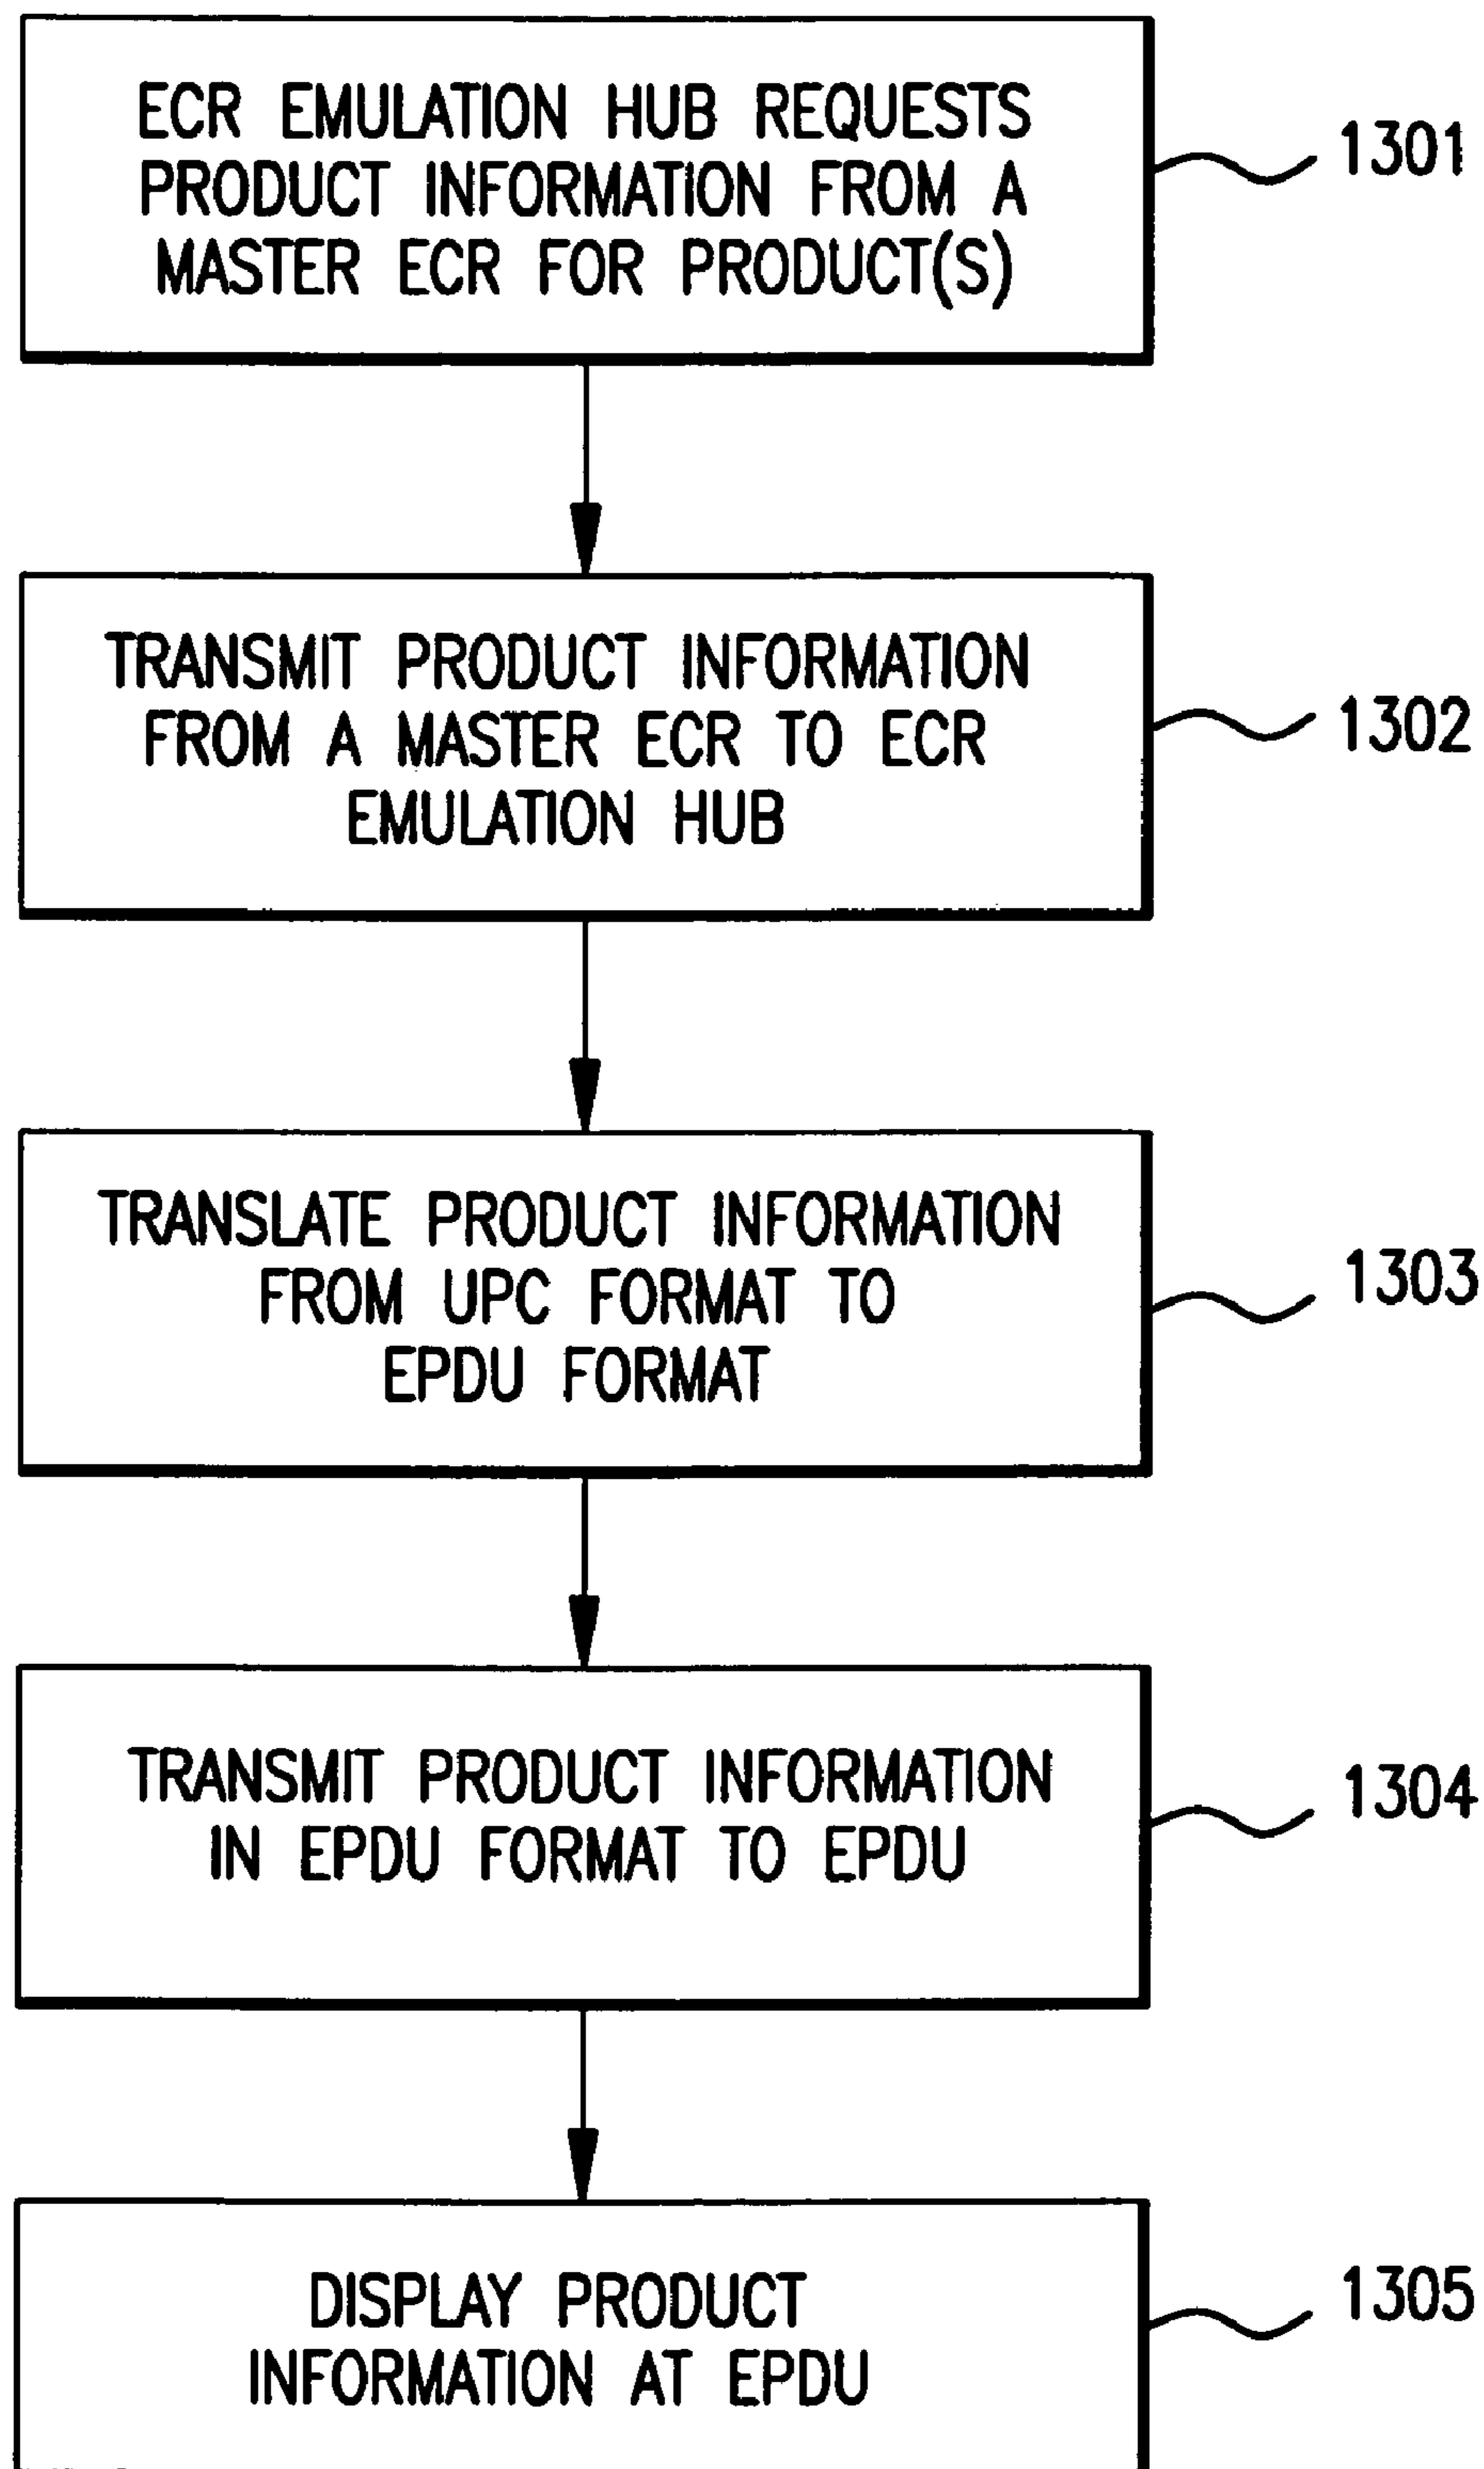 ECR EMULATION HUB REQUESTS
PRODUCT INFORMATION FROM A
MASTER ECR FOR PRODUCT(S)
1301
TRANSMIT PRODUCT INFORMATION
FROM A MASTER ECR TO ECR
EMULATION HUB
1302
TRANSLATE PRODUCT INFORMATION
FROM UPC FORMAT TO
EPDU FORMAT
1303
TRANSMIT PRODUCT INFORMATION
IN EPDU FORMAT TO EPDU
1304
DISPLAY PRODUCT
INFORMATION AT EPDU
1305